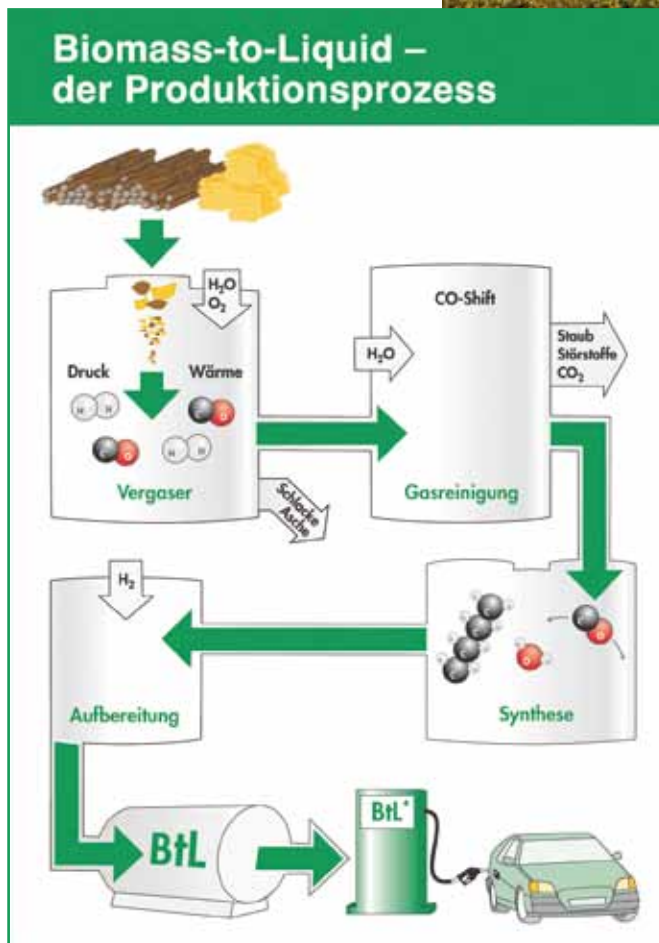 Biomass-to-Liquid –
der Produktionsprozess
H₂O
O₂
Druck
Wärme
H H
C O
C O
H H
Vergaser
Schlacke
Asche
CO-Shift
H₂O
Staub
Störstoffe
CO₂
Gasreinigung
H₂
Aufbereitung
C O
Synthese
BtL
BtL*